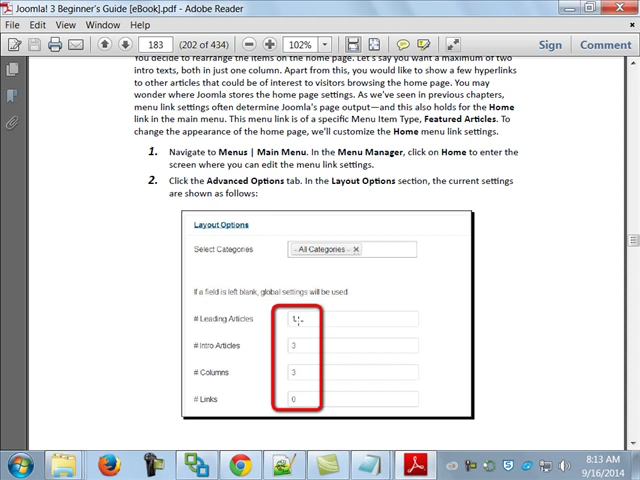 Joomla! 3 Beginner's Guide [eBook].pdf - Adobe Reader
File Edit View Window Help
183 (202 of 434) 102% Sign Comment
You decide to rearrange the items on the home page. Let's say you want a maximum of two
intro texts, both in just one column. Apart from this, you would like to show a few hyperlinks
to other articles that could be of interest to visitors browsing the home page. You may
wonder where Joomla stores the home page settings. As we've seen in previous chapters,
menu link settings often determine Joomla's page output—and this also holds for the Home
link in the main menu. This menu link is of a specific Menu Item Type, Featured Articles. To
change the appearance of the home page, we'll customize the Home menu link settings.
1. Navigate to Menus | Main Menu. In the Menu Manager, click on Home to enter the
screen where you can edit the menu link settings.
2. Click the Advanced Options tab. In the Layout Options section, the current settings
are shown as follows:
Layout Options
Select Categories - All Categories - ×
If a field is left blank, global settings will be used
# Leading Articles 1
# Intro Articles 3
# Columns 3
# Links 0
8:13 AM
9/16/2014